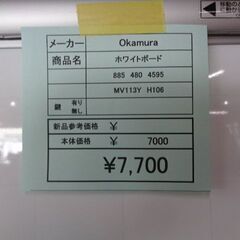 メーカー Okamura
商品名 ホワイトボード
885 480 4595
MV113Y H106
鍵 有り 無し
新品参考価格 ¥
本体価格 ¥ 7000
¥7,700